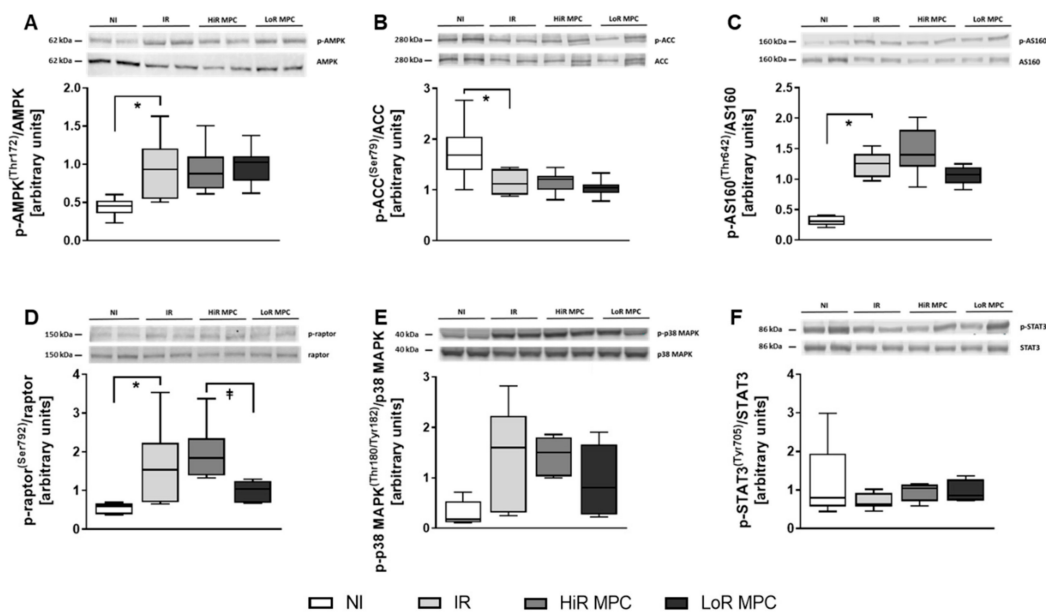 A
NI IR HiR MPC LoR MPC
62 kDa p-AMPK
62 kDa AMPK
p-AMPK(Thr172)/AMPK
[arbitrary units]
2.0
1.5
1.0
0.5
0.0
*
B
NI IR HiR MPC LoR MPC
280 kDa p-ACC
280 kDa ACC
p-ACC(Ser79)/ACC
[arbitrary units]
3
2
1
0
*
C
NI IR HiR MPC LoR MPC
160 kDa p-AS160
160 kDa AS160
p-AS160(Thr642)/AS160
[arbitrary units]
2.5
2.0
1.5
1.0
0.5
0.0
*
D
NI IR HiR MPC LoR MPC
150 kDa p-raptor
150 kDa raptor
p-raptor(Ser792)/raptor
[arbitrary units]
4
3
2
1
0
*
‡
E
NI IR HiR MPC LoR MPC
40 kDa p-p38 MAPK
40 kDa p38 MAPK
p-p38 MAPK(Thr180/Tyr182)/p38 MAPK
[arbitrary units]
3
2
1
0
F
NI IR HiR MPC LoR MPC
86 kDa p-STAT3
86 kDa STAT3
p-STAT3(Tyr705)/STAT3
[arbitrary units]
4
3
2
1
0
NI IR HiR MPC LoR MPC